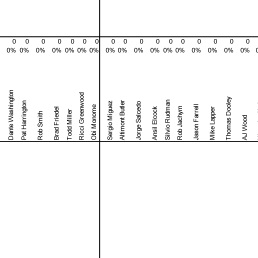 0 0 0 0 0 0 0 0 0 0 0 0 0 0 0 0 0
0% 0% 0% 0% 0% 0% 0% 0% 0% 0% 0% 0% 0% 0% 0% 0% 0%
Dante Washington
Pat Harrington
Rob Smith
Brad Friedel
Todd Miller
Ricci Greenwood
Obi Moneme
Sergio Miguez
Altimont Butler
Jorge Salcedo
Ansil Elcock
Silvio Rudman
Rob Jachym
Jason Farrell
Mike Lapper
Thomas Dooley
AJ Wood